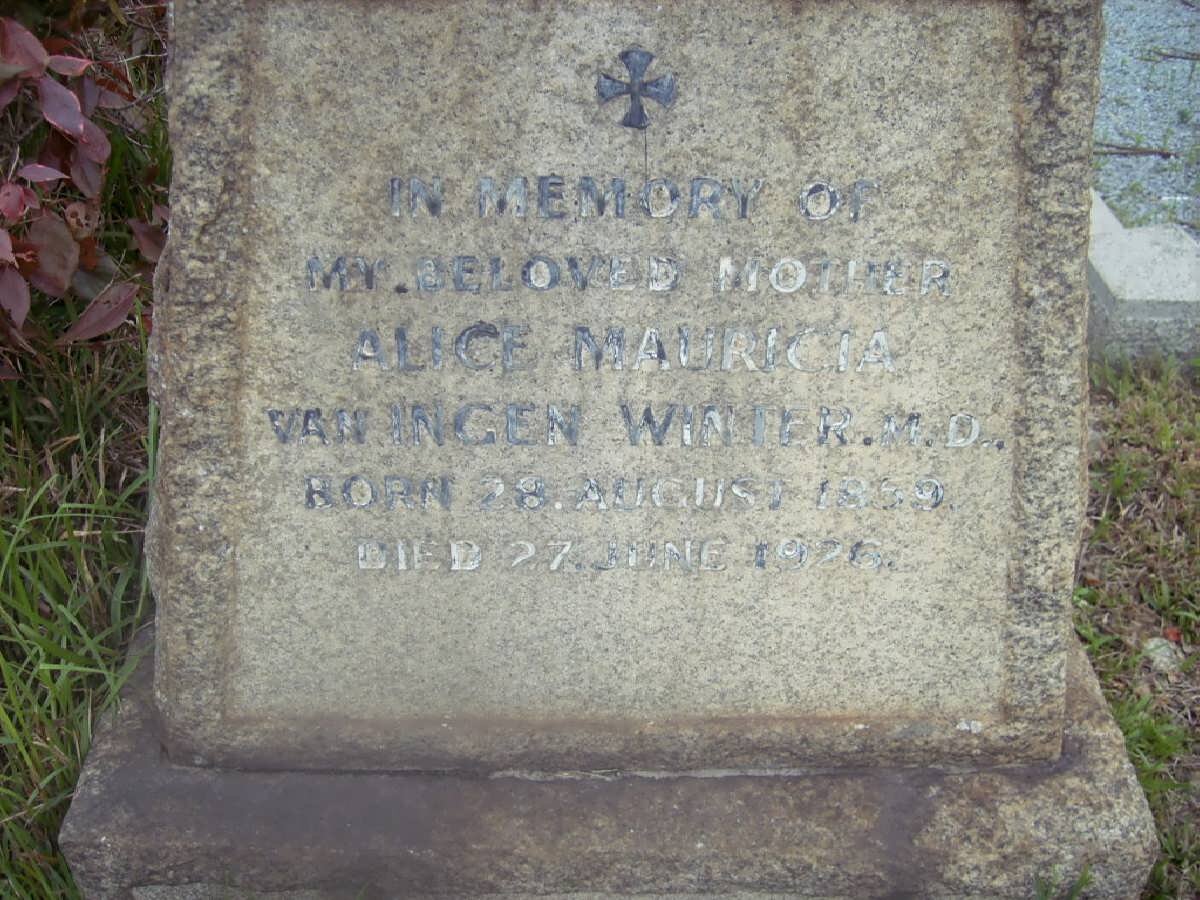 IN MEMORY OF
MY BELOVED MOTHER
ALICE MAURICIA
VAN INGEN WINTER. M.D.,
BORN 28. AUGUST 1859.
DIED 27. JUNE 1926.